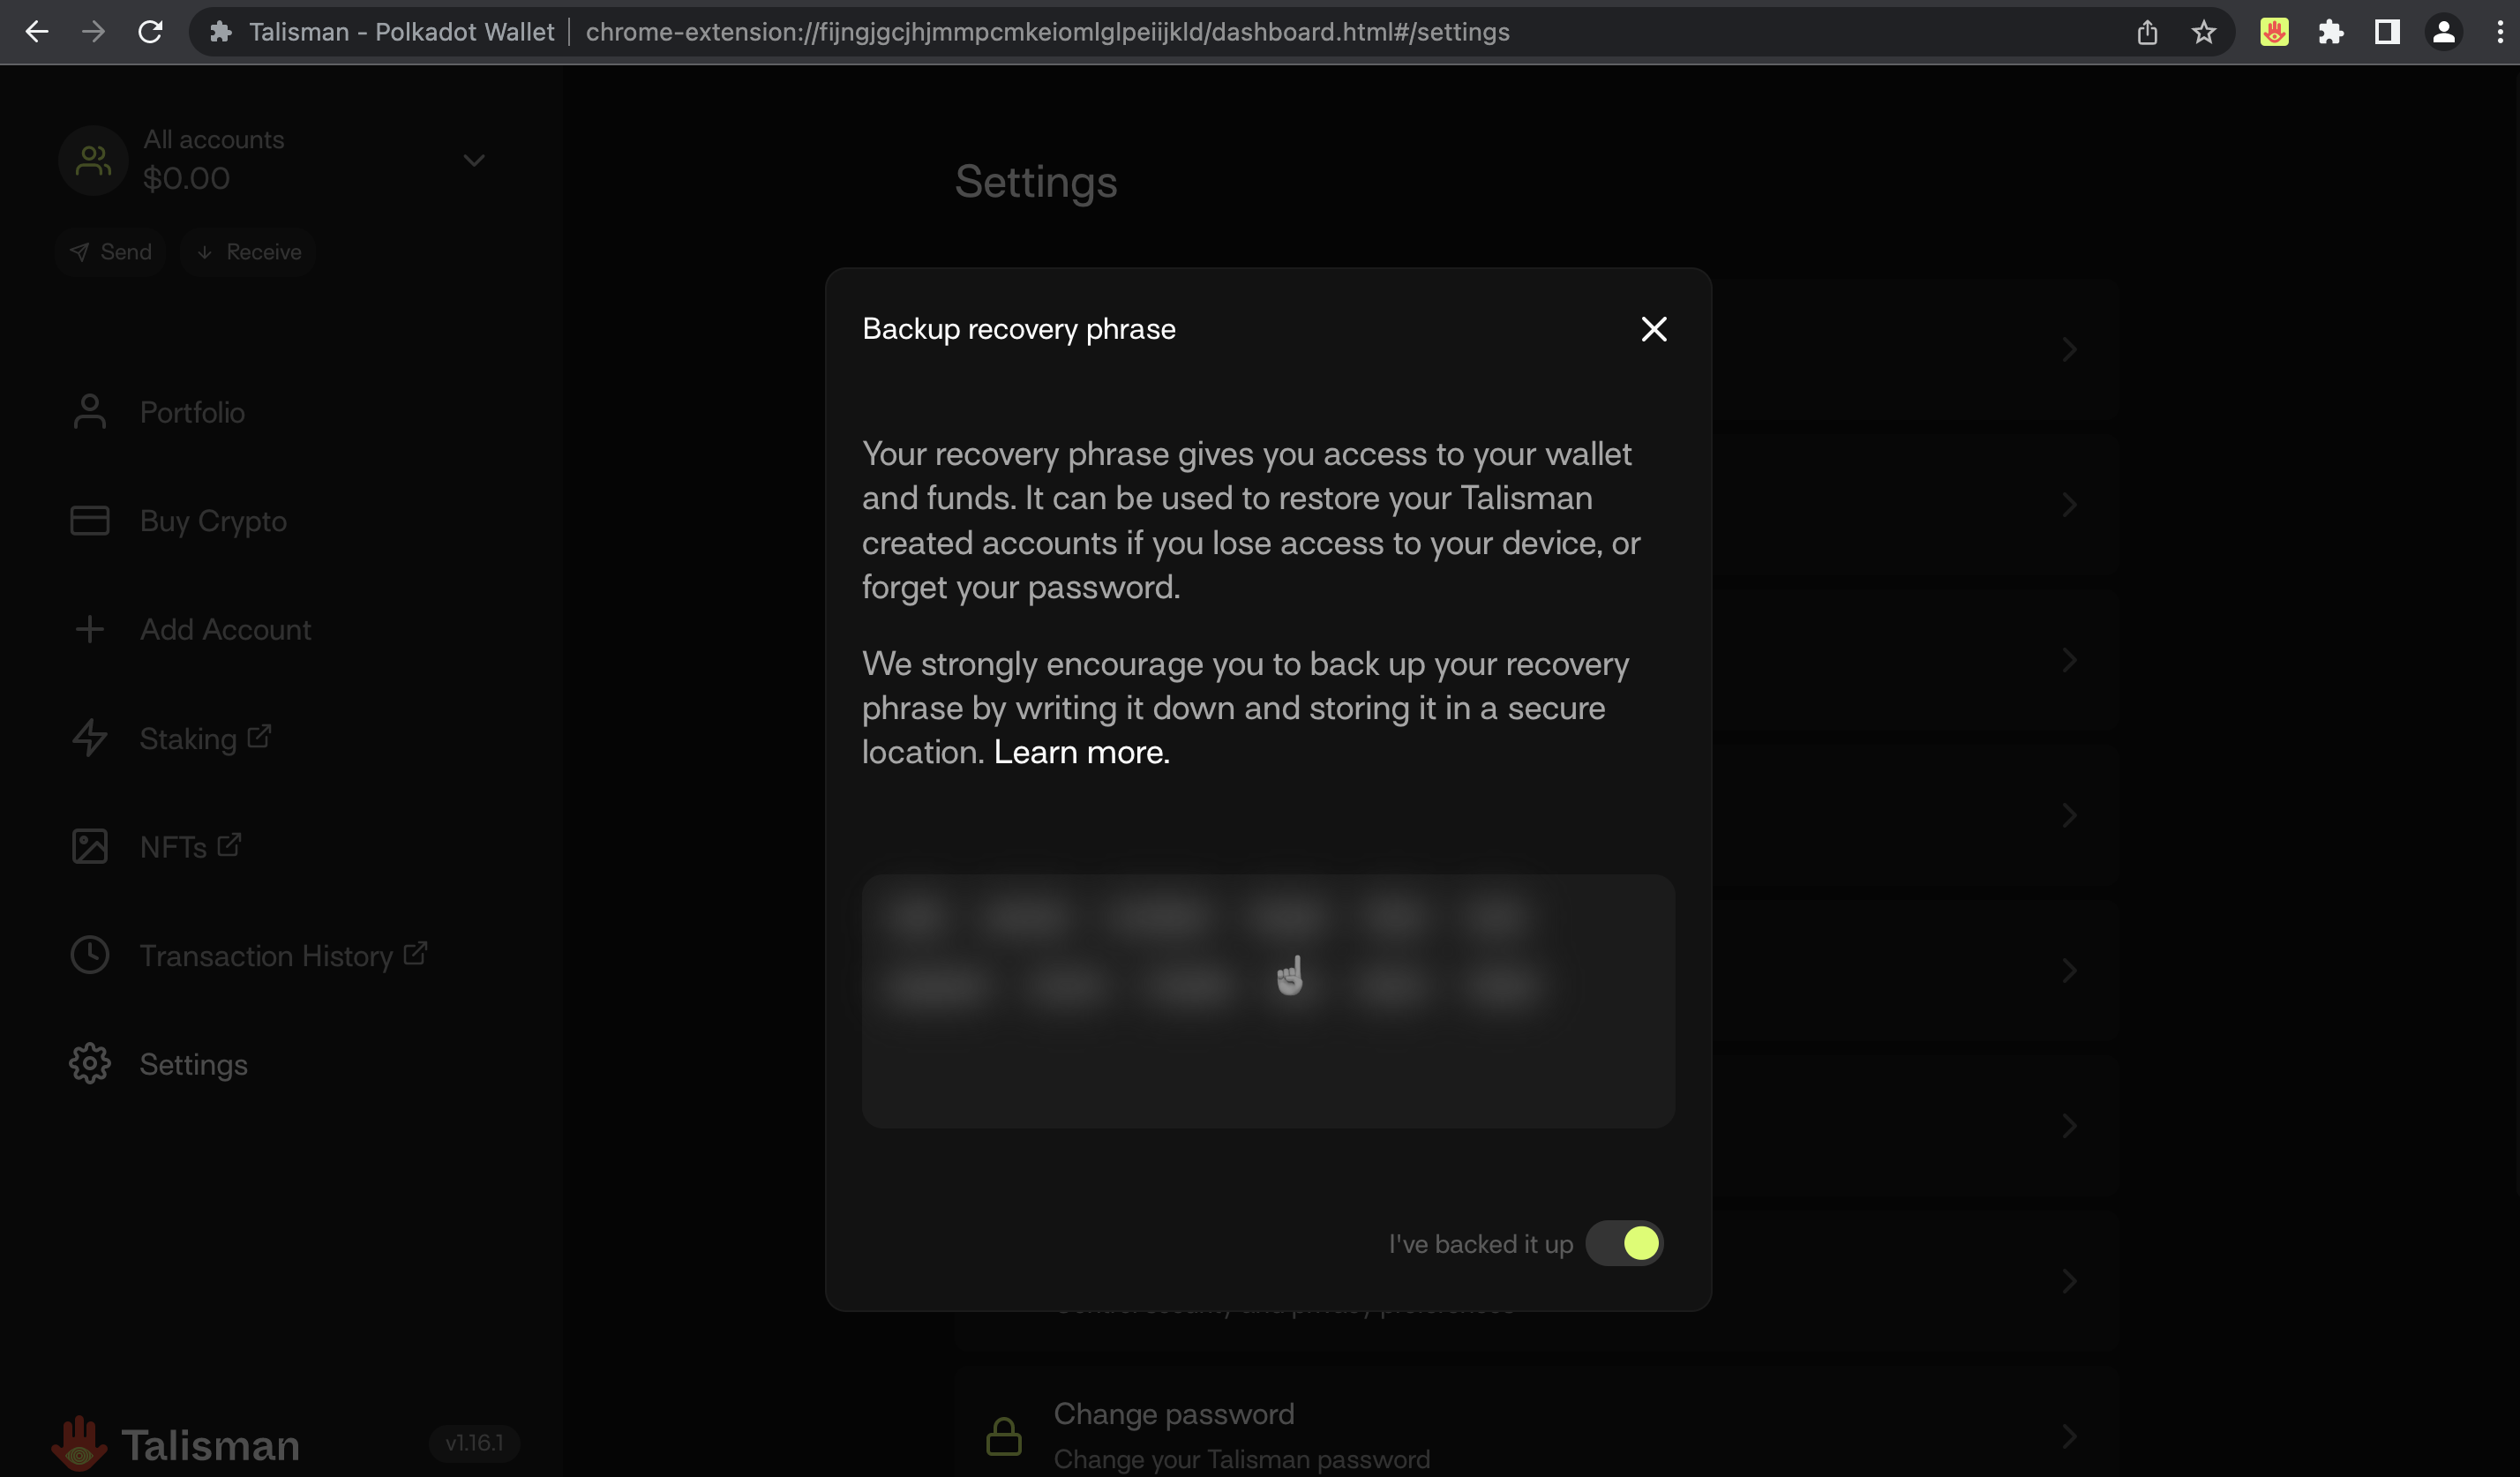 Talisman - Polkadot Wallet
chrome-extension://fijngjgcjhjmmpcmkeiomlglpeiijkld/dashboard.html#/settings
All accounts
$0.00
Send
Receive
Portfolio
Buy Crypto
Add Account
Staking
NFTs
Transaction History
Settings
Talisman
v1.16.1
Settings
Backup recovery phrase
Your recovery phrase gives you access to your wallet
and funds. It can be used to restore your Talisman
created accounts if you lose access to your device, or
forget your password.
We strongly encourage you to back up your recovery
phrase by writing it down and storing it in a secure
location. Learn more.
I've backed it up
Control security and privacy preferences
Change password
Change your Talisman password